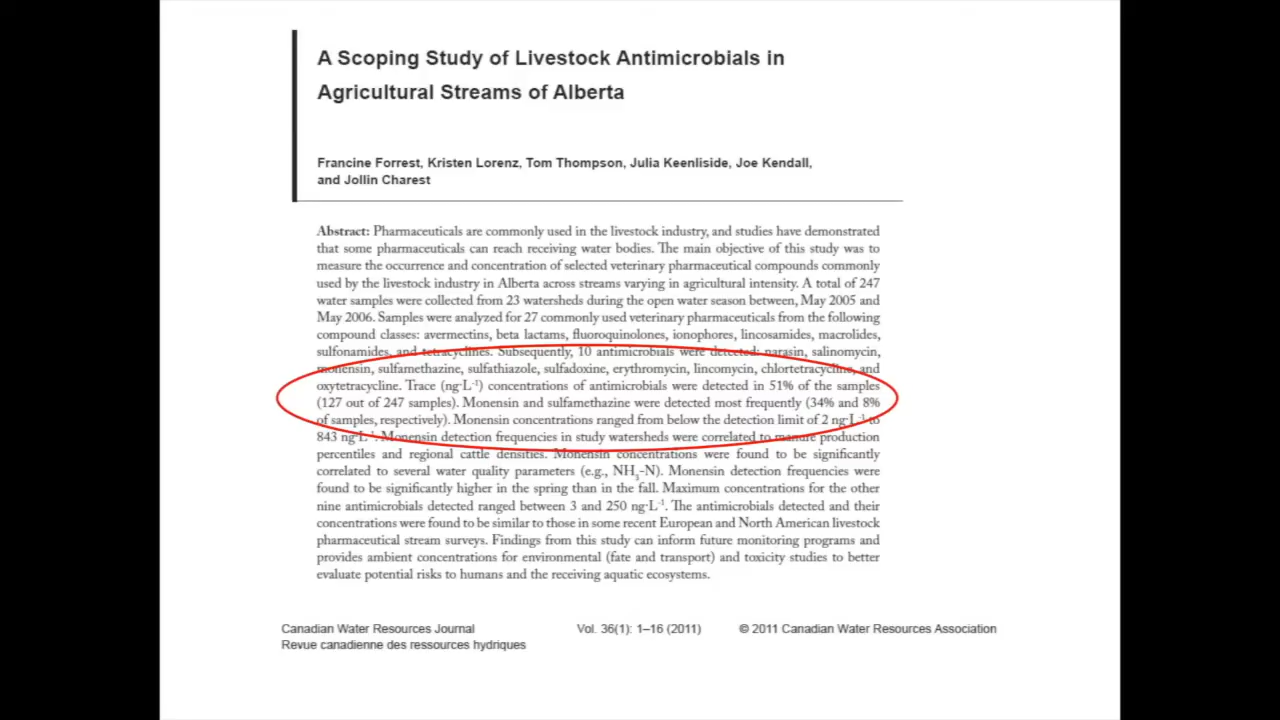 A Scoping Study of Livestock Antimicrobials in
Agricultural Streams of Alberta
Francine Forrest, Kristen Lorenz, Tom Thompson, Julia Keenliside, Joe Kendall,
and Jollin Charest
Abstract: Pharmaceuticals are commonly used in the livestock industry, and studies have demonstrated
that some pharmaceuticals can reach receiving water bodies. The main objective of this study was to
measure the occurrence and concentration of selected veterinary pharmaceutical compounds commonly
used by the livestock industry in Alberta across streams varying in agricultural intensity. A total of 247
water samples were collected from 23 watersheds during the open water season between, May 2005 and
May 2006. Samples were analyzed for 27 commonly used veterinary pharmaceuticals from the following
compound classes: avermectins, beta lactams, fluoroquinolones, ionophores, lincosamides, macrolides,
sulfonamides, and tetracyclines. Subsequently, 10 antimicrobials were detected: narasin, salinomycin,
monensin, sulfamethazine, sulfathiazole, sulfadoxine, erythromycin, lincomycin, chlortetracycline, and
oxytetracycline. Trace (ng·L⁻¹) concentrations of antimicrobials were detected in 51% of the samples
(127 out of 247 samples). Monensin and sulfamethazine were detected most frequently (34% and 8%
of samples, respectively). Monensin concentrations ranged from below the detection limit of 2 ng·L⁻¹ to
843 ng·L⁻¹. Monensin detection frequencies in study watersheds were correlated to manure production
percentiles and regional cattle densities. Monensin concentrations were found to be significantly
correlated to several water quality parameters (e.g., NH₃-N). Monensin detection frequencies were
found to be significantly higher in the spring than in the fall. Maximum concentrations for the other
nine antimicrobials detected ranged between 3 and 250 ng·L⁻¹. The antimicrobials detected and their
concentrations were found to be similar to those in some recent European and North American livestock
pharmaceutical stream surveys. Findings from this study can inform future monitoring programs and
provides ambient concentrations for environmental (fate and transport) and toxicity studies to better
evaluate potential risks to humans and the receiving aquatic ecosystems.
Canadian Water Resources Journal Vol. 36(1): 1–16 (2011) © 2011 Canadian Water Resources Association
Revue canadienne des ressources hydriques